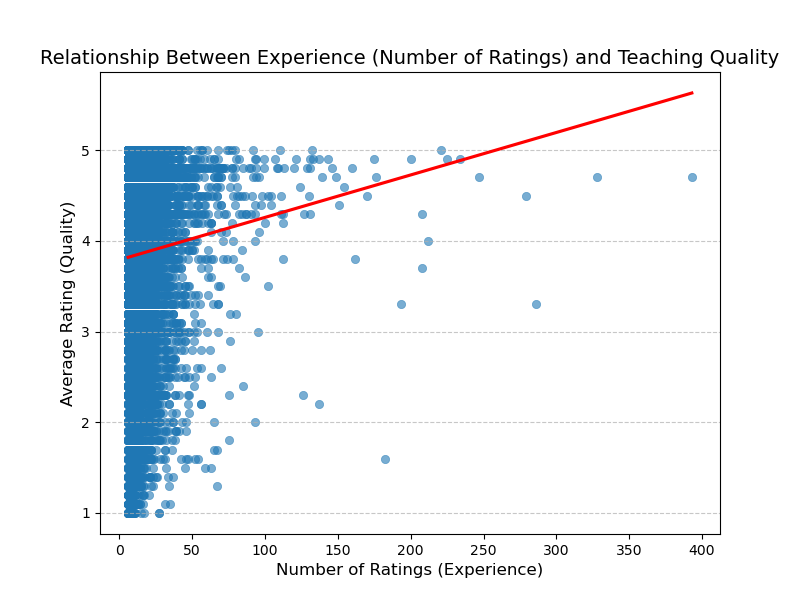 Relationship Between Experience (Number of Ratings) and Teaching Quality
5
4
3
2
1
Average Rating (Quality)
0 50 100 150 200 250 300 350 400
Number of Ratings (Experience)